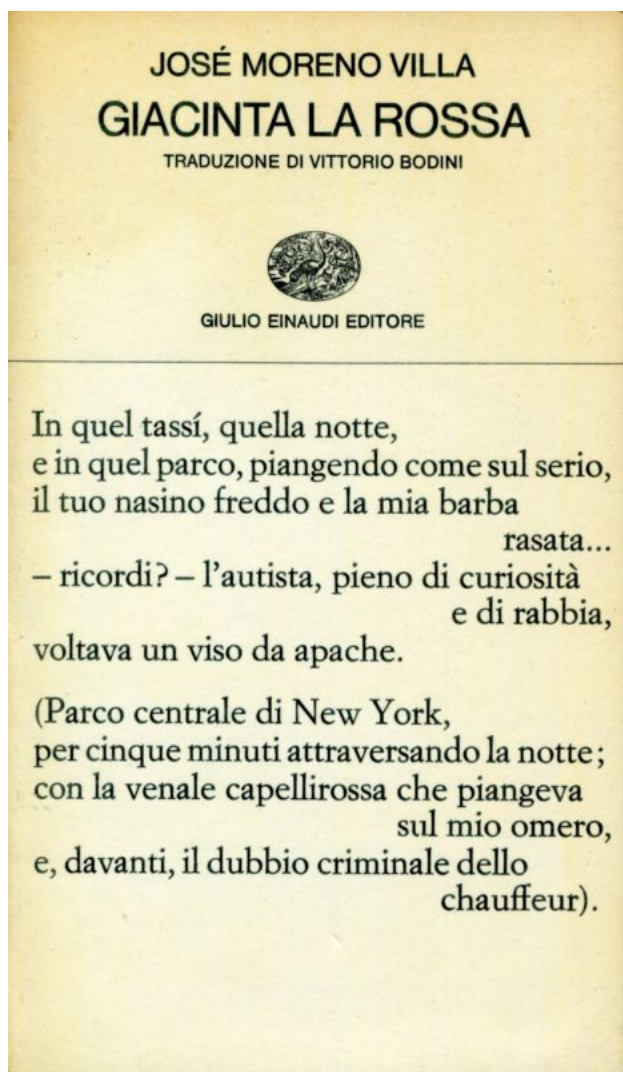 JOSÉ MORENO VILLA
GIACINTA LA ROSSA
TRADUZIONE DI VITTORIO BODINI
GIULIO EINAUDI EDITORE
In quel tassí, quella notte,
e in quel parco, piangendo come sul serio,
il tuo nasino freddo e la mia barba
rasata...
– ricordi? – l’autista, pieno di curiosità
e di rabbia,
voltava un viso da apache.
(Parco centrale di New York,
per cinque minuti attraversando la notte;
con la venale capellirossa che piangeva
sul mio omero,
e, davanti, il dubbio criminale dello
chauffeur).